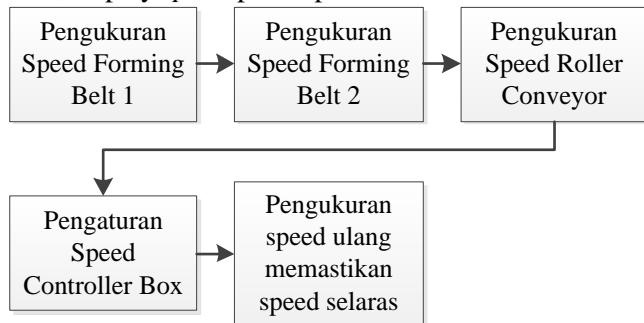 Pengukuran
Speed Forming
Belt 1
Pengukuran
Speed Forming
Belt 2
Pengukuran
Speed Roller
Conveyor
Pengaturan
Speed
Controller Box
Pengukuran
speed ulang
memastikan
speed selaras